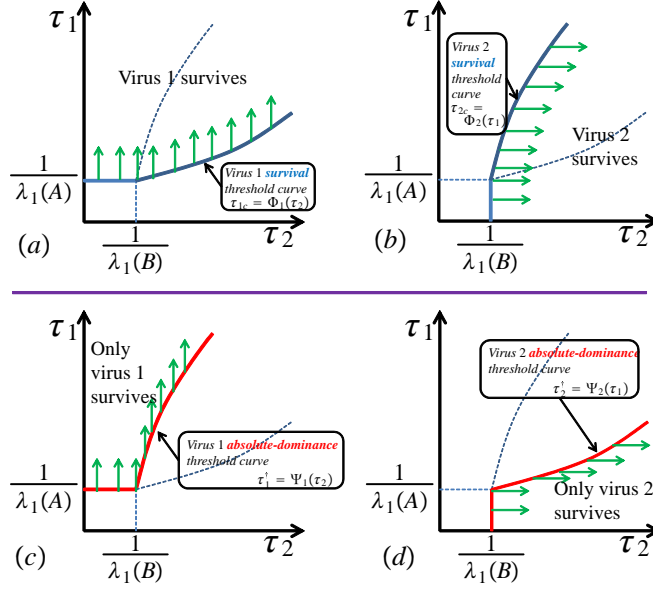 τ₁
Virus 1 survives
Virus 1 survival
threshold curve
τ₁c = Φ₁(τ₂)
1/λ₁(A)
1/λ₁(B)
τ₂
(a)
τ₁
Virus 2
survival
threshold
curve
τ₂c =
Φ₂(τ₁)
Virus 2
survives
1/λ₁(A)
1/λ₁(B)
τ₂
(b)
τ₁
Only
virus 1
survives
Virus 1 absolute-dominance
threshold curve
τ₁† = Ψ₁(τ₂)
1/λ₁(A)
1/λ₁(B)
τ₂
(c)
τ₁
Virus 2 absolute-dominance
threshold curve
τ₂† = Ψ₂(τ₁)
1/λ₁(A)
Only virus 2
survives
1/λ₁(B)
τ₂
(d)